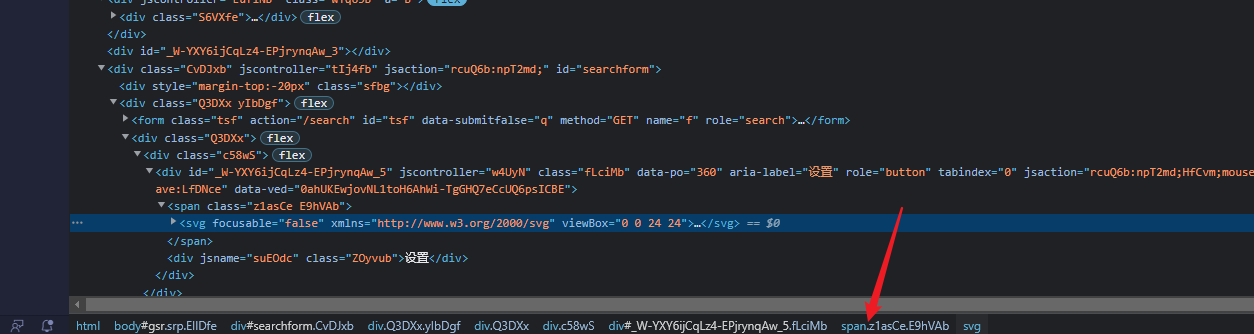 <div jscontroller="EufiNb" class="wTq65b" a="B"> flex
▶<div class="S6VXfe">…</div> flex
</div>
<div id="_W-YXY6ijCqLz4-EPjrynqAw_3"></div>
▼<div class="CvDJxb" jscontroller="tIj4fb" jsaction="rcuQ6b:npT2md;" id="searchform">
<div style="margin-top:-20px" class="sfbg"></div>
▼<div class="Q3DXx yIbDgf"> flex
▶<form class="tsf" action="/search" id="tsf" data-submitfalse="q" method="GET" name="f" role="search">…</form>
▼<div class="Q3DXx"> flex
▼<div class="c58wS"> flex
▼<div id="_W-YXY6ijCqLz4-EPjrynqAw_5" jscontroller="w4UyN" class="fLciMb" data-po="360" aria-label="设置" role="button" tabindex="0" jsaction="rcuQ6b:npT2md;HfCvm;mouse
ave:LfDNce" data-ved="0ahUKEwjovNL1toH6AhWi-TgGHQ7eCcUQ6psICBE">
▼<span class="z1asCe E9hVAb">
… ▶<svg focusable="false" xmlns="http://www.w3.org/2000/svg" viewBox="0 0 24 24">…</svg> == $0
</span>
<div jsname="suEOdc" class="ZOyvub">设置</div>
</div>
</div>
html body#gsr.srp.EIlDfe div#searchform.CvDJxb div.Q3DXx.yIbDgf div.Q3DXx div.c58wS div#_W-YXY6ijCqLz4-EPjrynqAw_5.fLciMb span.z1asCe.E9hVAb svg